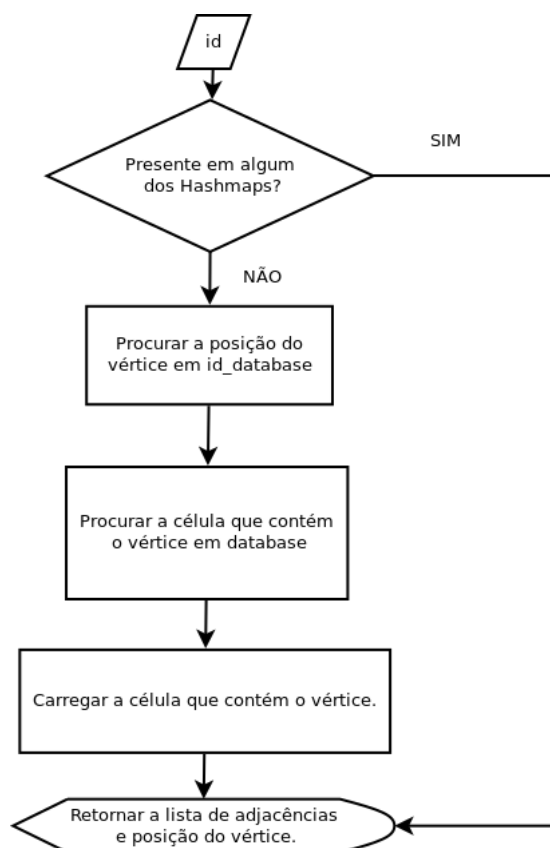 id
Presente em algum
dos Hashmaps?
SIM
NÃO
Procurar a posição do
vértice em id_database
Procurar a célula que contém
o vértice em database
Carregar a célula que contém o vértice.
Retornar a lista de adjacências
e posição do vértice.